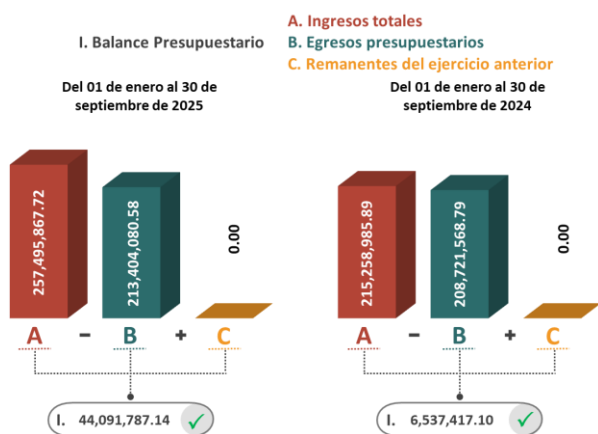 A. Ingresos totales
I. Balance Presupuestario
B. Egresos presupuestarios
C. Remanentes del ejercicio anterior
Del 01 de enero al 30 de
septiembre de 2025
257,495,867.72
213,404,080.58
0.00
A - B + C
I. 44,091,787.14
Del 01 de enero al 30 de
septiembre de 2024
215,258,985.89
208,721,568.79
0.00
A - B + C
I. 6,537,417.10